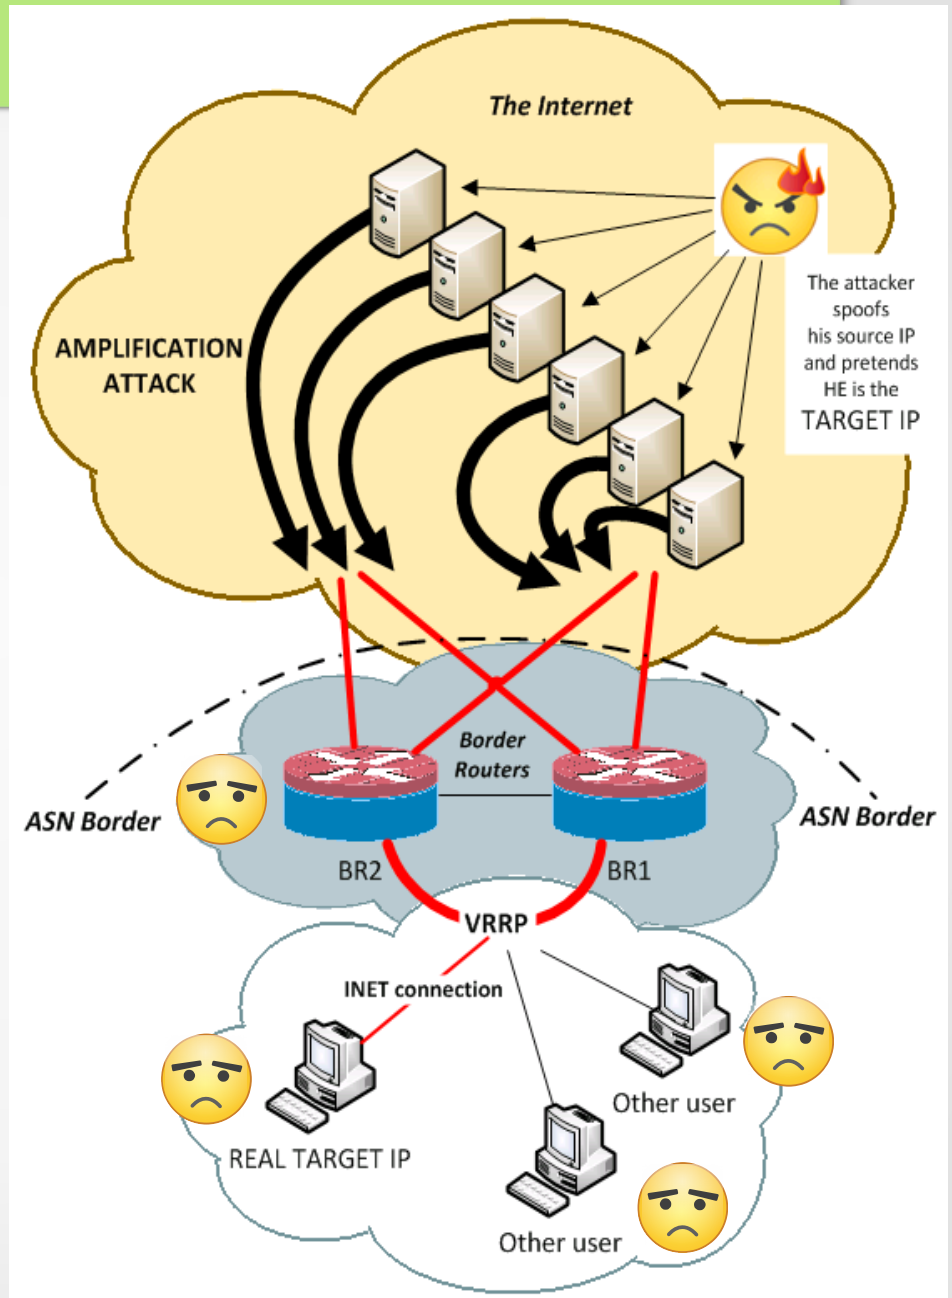 The Internet
The attacker
spoofs
his source IP
and pretends
HE is the
TARGET IP
AMPLIFICATION
ATTACK
Border
Routers
ASN Border
ASN Border
BR2
BR1
VRRP
INET connection
REAL TARGET IP
Other user
Other user